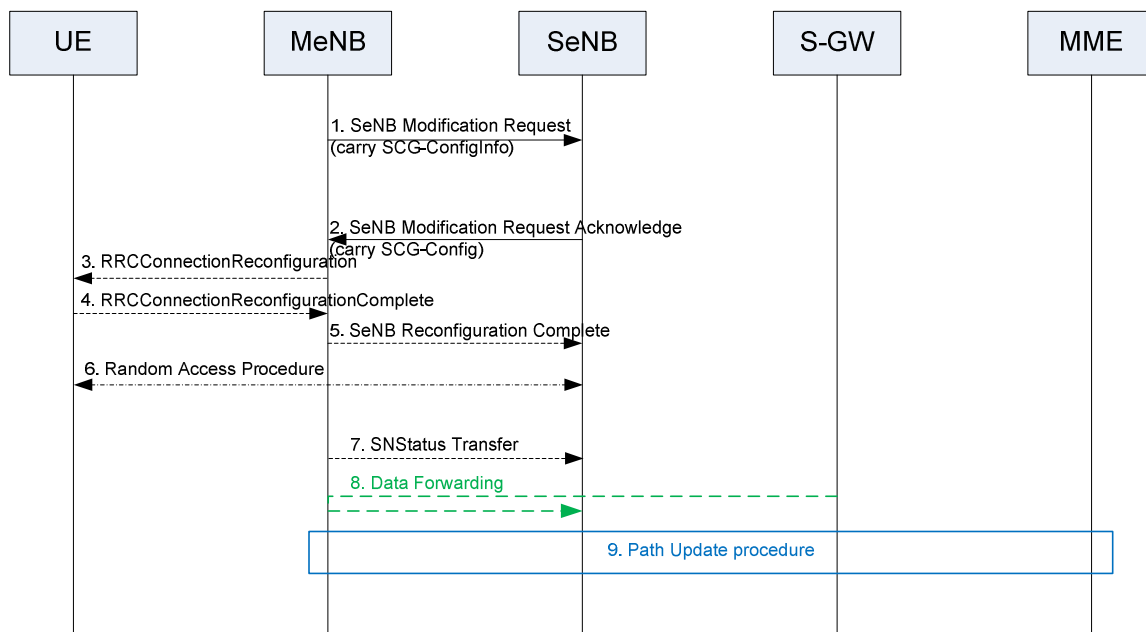 UE
MeNB
SeNB
S-GW
MME
1. SeNB Modification Request
(carry SCG-ConfigInfo)
2. SeNB Modification Request Acknowledge
(carry SCG-Config)
3. RRCConnectionReconfiguration
4. RRCConnectionReconfigurationComplete
5. SeNB Reconfiguration Complete
6. Random Access Procedure
7. SNStatus Transfer
8. Data Forwarding
9. Path Update procedure